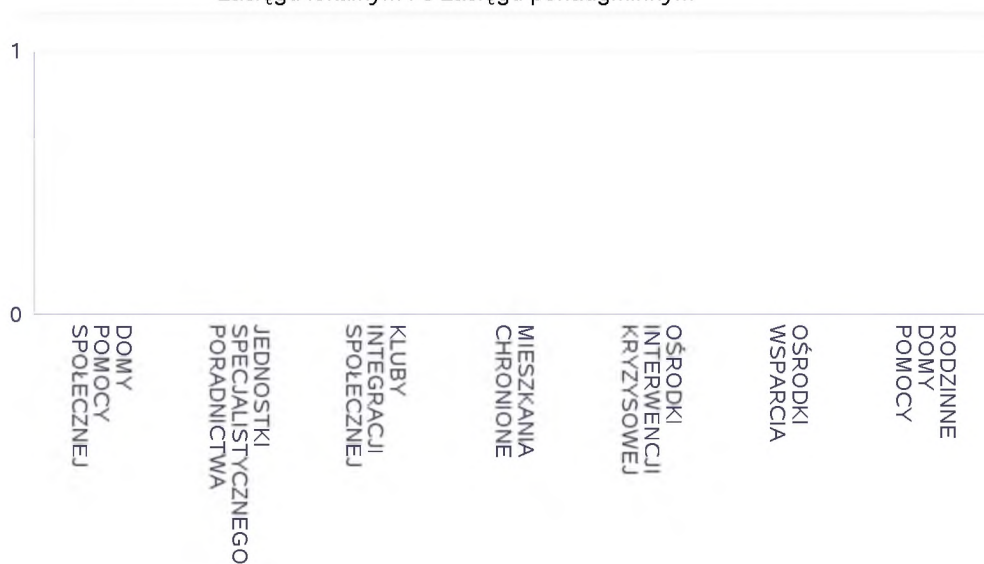 1
0
DOMY
POMOCY
SPOŁECZNEJ
JEDNOSTKI
SPECJALISTYCZNEGO
PORADNICTWA
KLUBY
INTEGRACJI
SPOŁECZNEJ
MIESZKANIA
CHRONIONE
OŚRODKI
INTERWENCJI
KRYZYSOWEJ
OŚRODKI
WSPARCIA
RODZINNE
DOMY
POMOCY